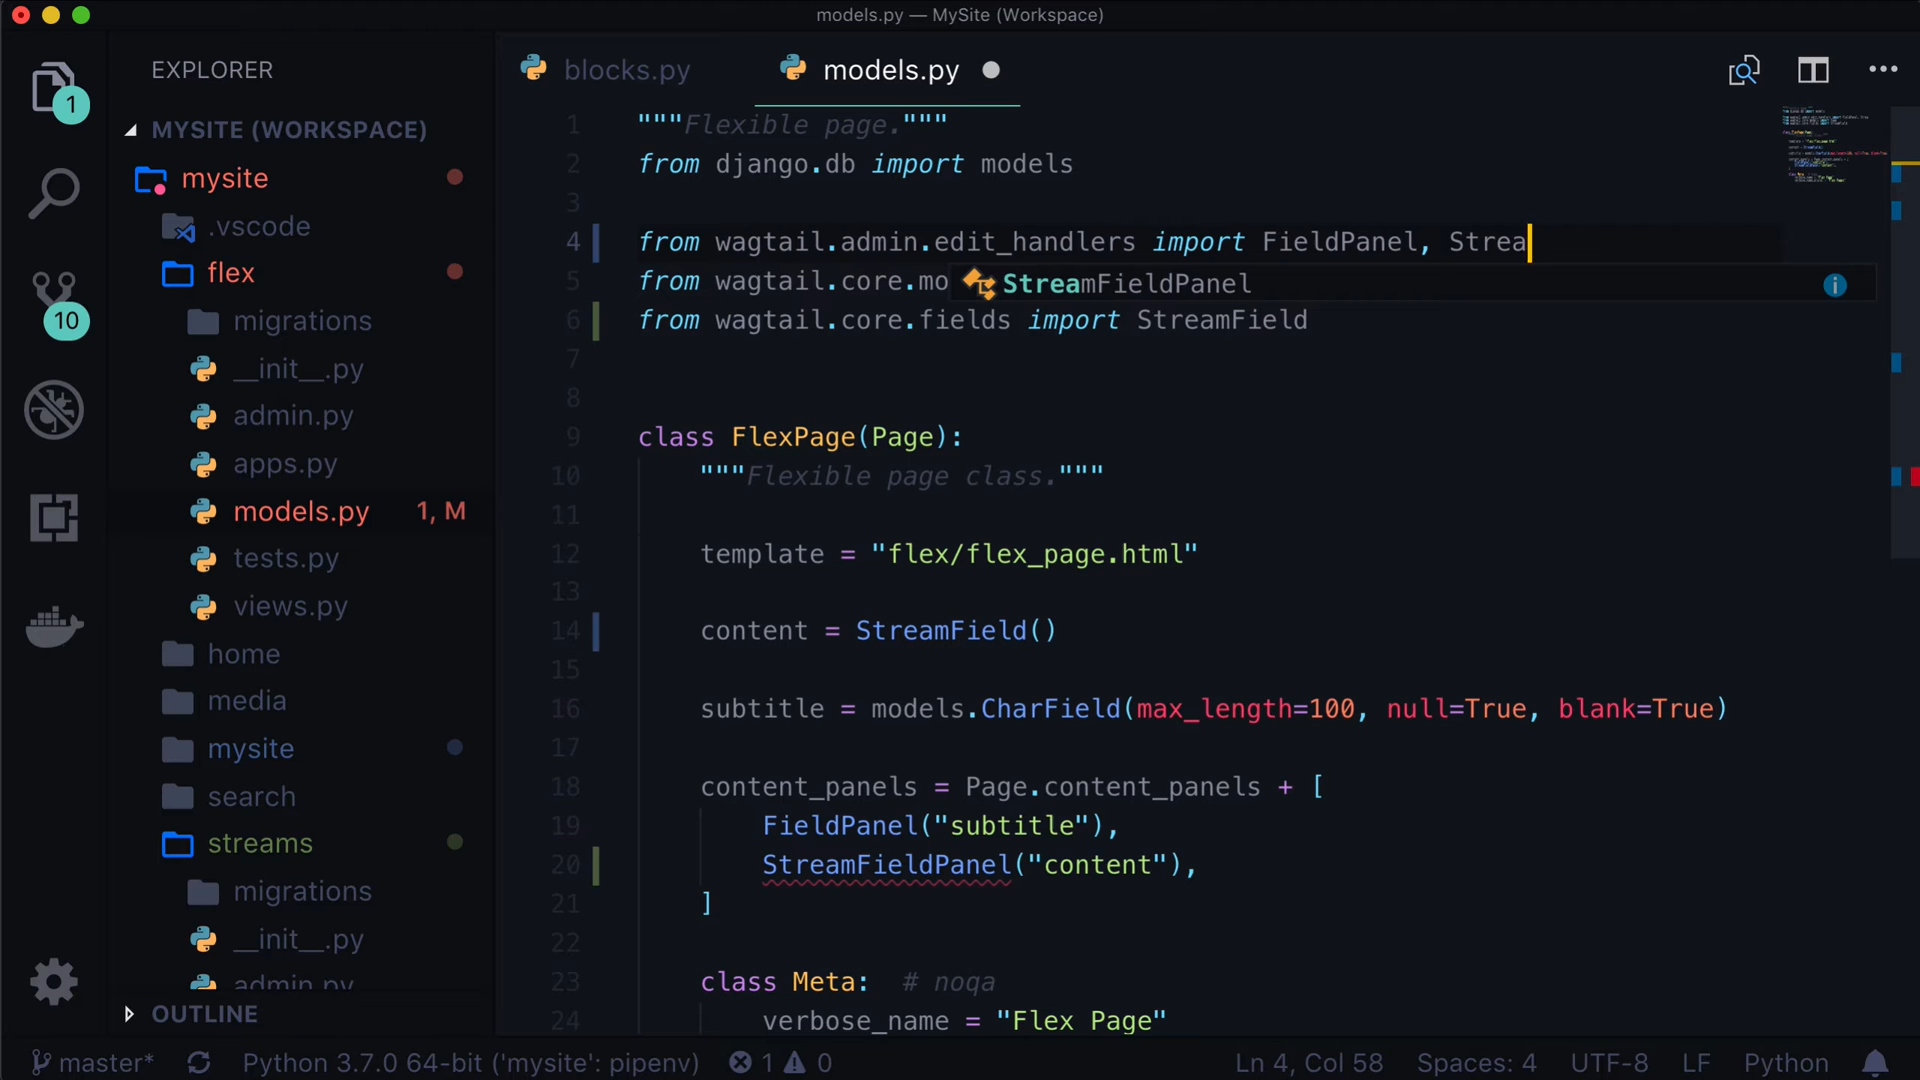 models.py — MySite (Workspace)
EXPLORER
1
MYSITE (WORKSPACE)
mysite
.vscode
flex
10
migrations
__init__.py
admin.py
apps.py
models.py 1, M
tests.py
views.py
home
media
mysite
search
streams
migrations
__init__.py
admin.py
OUTLINE
blocks.py
models.py
1 """Flexible page."""
2 from django.db import models
3
4 from wagtail.admin.edit_handlers import FieldPanel, Strea
5 from wagtail.core.mo
StreamFieldPanel
6 from wagtail.core.fields import StreamField
7
8
9 class FlexPage(Page):
10 """Flexible page class."""
11
12 template = "flex/flex_page.html"
13
14 content = StreamField()
15
16 subtitle = models.CharField(max_length=100, null=True, blank=True)
17
18 content_panels = Page.content_panels + [
19 FieldPanel("subtitle"),
20 StreamFieldPanel("content"),
21 ]
22
23 class Meta:  # noqa
24 verbose_name = "Flex Page"
master* Python 3.7.0 64-bit ('mysite': pipenv) 1 0 Ln 4, Col 58 Spaces: 4 UTF-8 LF Python